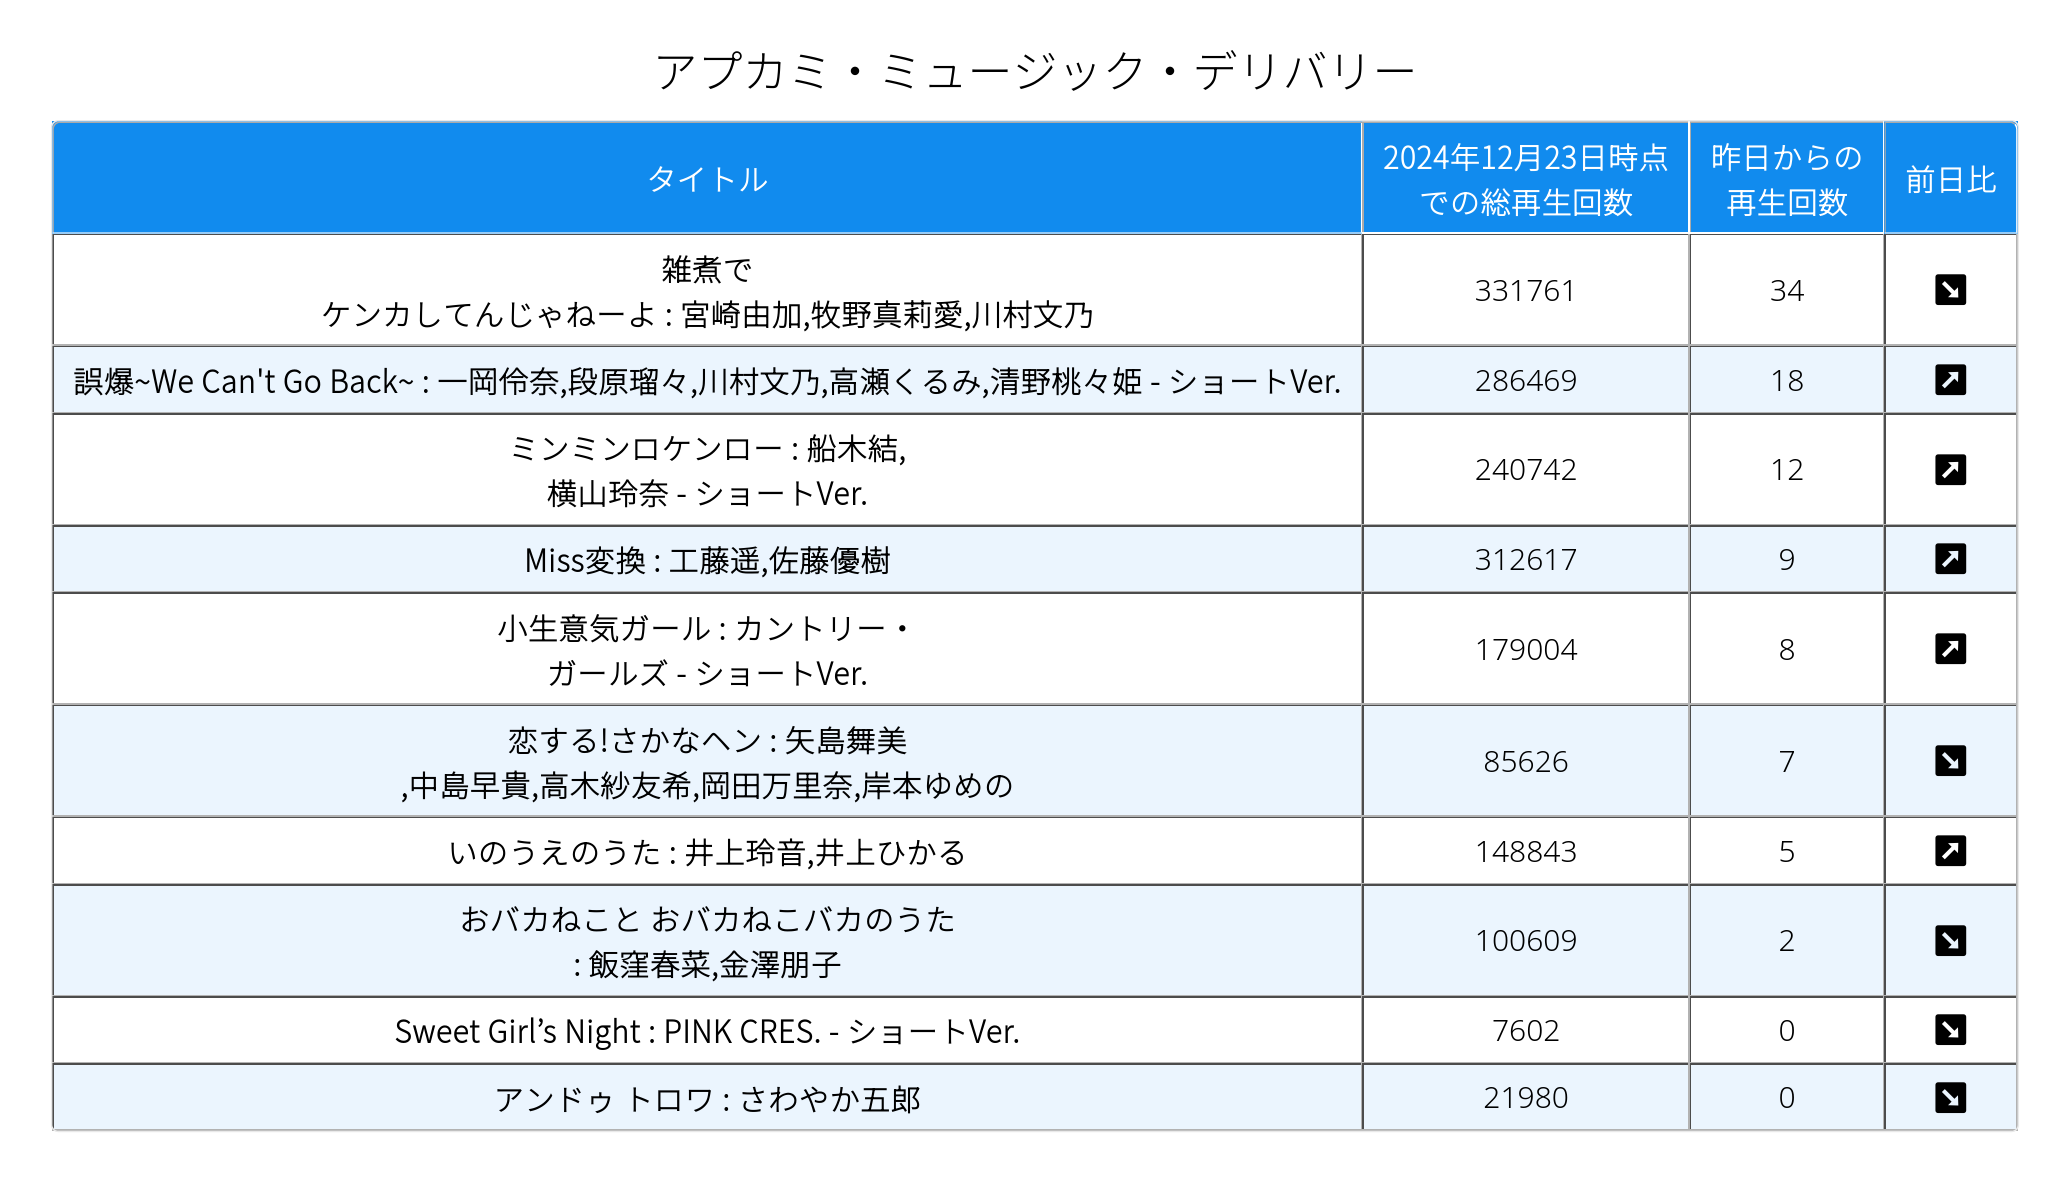 アプカミ・ミュージック・デリバリー
タイトル
2024年12月23日時点
での総再生回数
昨日からの
再生回数
前日比
雑煮で
ケンカしてんじゃねーよ : 宮崎由加,牧野真莉愛,川村文乃
331761
34
誤爆~We Can't Go Back~ : 一岡伶奈,段原瑠々,川村文乃,高瀬くるみ,清野桃々姫 - ショートVer.
286469
18
ミンミンロケンロー : 船木結,
横山玲奈 - ショートVer.
240742
12
Miss変換 : 工藤遥,佐藤優樹
312617
9
小生意気ガール : カントリー・
ガールズ - ショートVer.
179004
8
恋する!さかなヘン : 矢島舞美
,中島早貴,高木紗友希,岡田万里奈,岸本ゆめの
85626
7
いのうえのうた : 井上玲音,井上ひかる
148843
5
おバカねこと おバカねこバカのうた
: 飯窪春菜,金澤朋子
100609
2
Sweet Girl’s Night : PINK CRES. - ショートVer.
7602
0
アンドゥ トロワ : さわやか五郎
21980
0